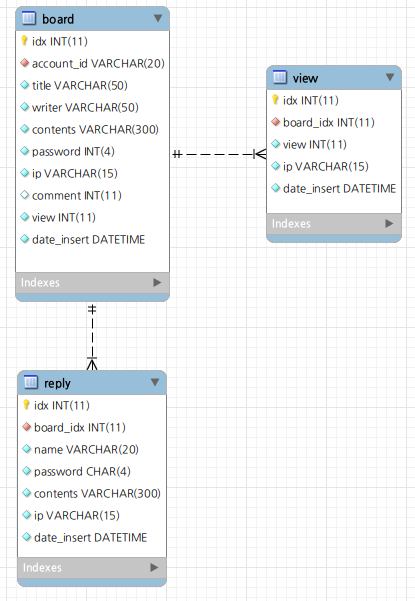 board
idx INT(11)
account_id VARCHAR(20)
title VARCHAR(50)
writer VARCHAR(50)
contents VARCHAR(300)
password INT(4)
ip VARCHAR(15)
comment INT(11)
view INT(11)
date_insert DATETIME
Indexes
view
idx INT(11)
board_idx INT(11)
view INT(11)
ip VARCHAR(15)
date_insert DATETIME
Indexes
reply
idx INT(11)
board_idx INT(11)
name VARCHAR(20)
password CHAR(4)
contents VARCHAR(300)
ip VARCHAR(15)
date_insert DATETIME
Indexes